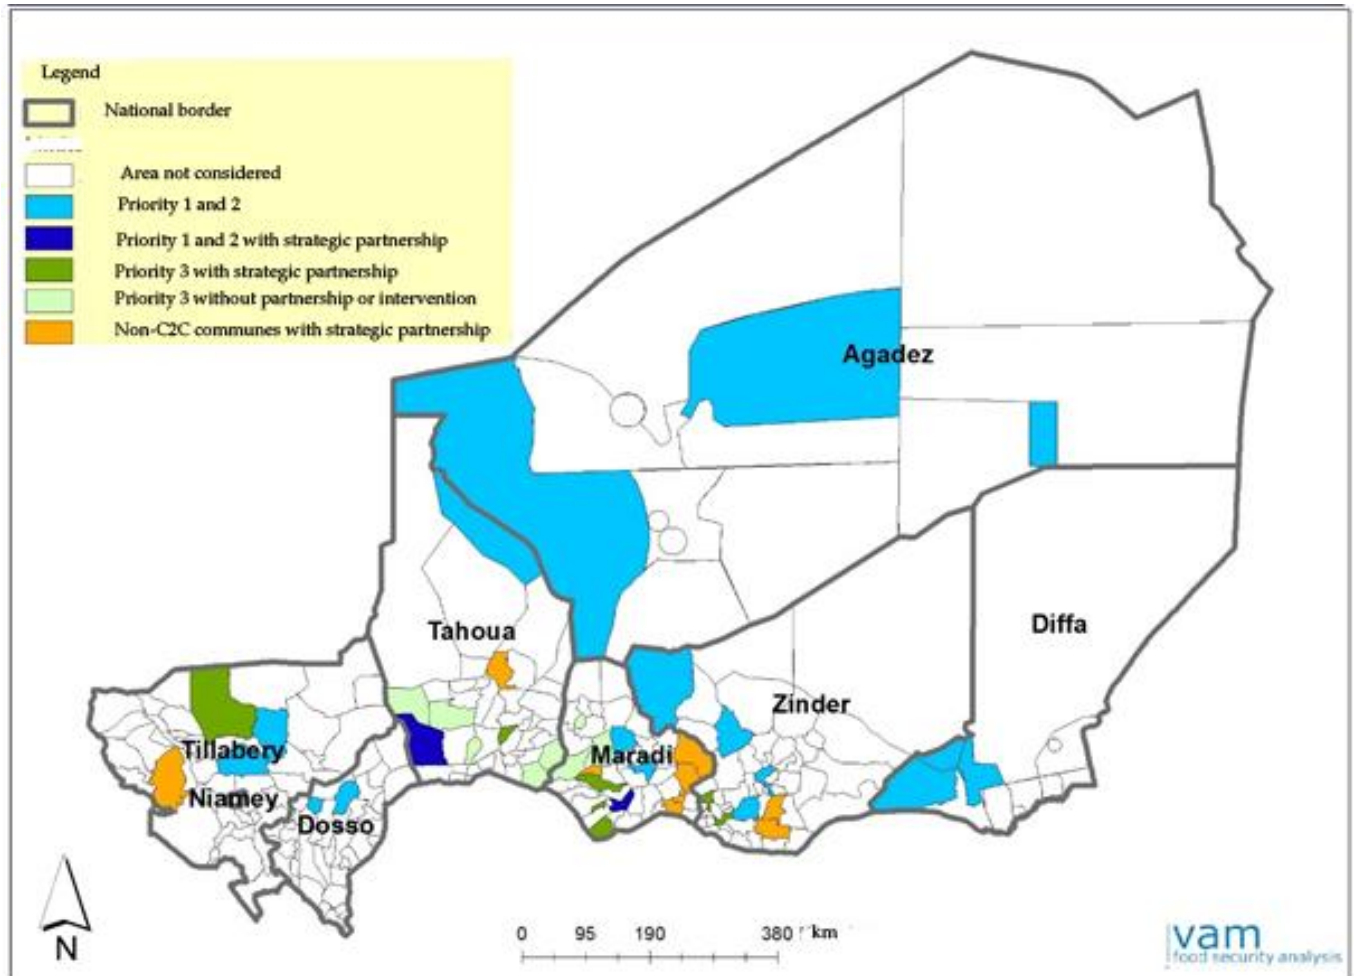 Legend
National border
Area not considered
Priority 1 and 2
Priority 1 and 2 with strategic partnership
Priority 3 with strategic partnership
Priority 3 without partnership or intervention
Non-C2C communes with strategic partnership
Agadez
Tahoua
Diffa
Zinder
Tillabery
Maradi
Niamey
Dosso
N
0 95 190 380 km
vam
food security analysis